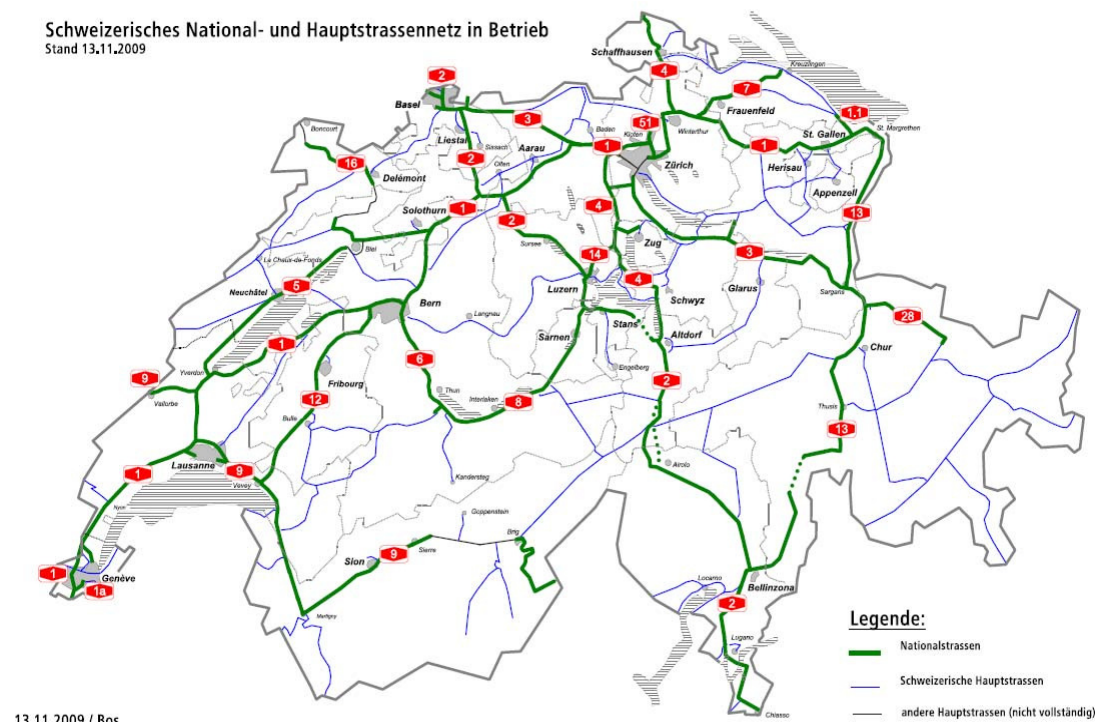 Schweizerisches National- und Hauptstrassennetz in Betrieb
Stand 13.11.2009
Schaffhausen
Kreuzlingen
2
4
7
Basel
Frauenfeld
Boncourt
3
51
1.1
Baden
Kloten
Winterthur
St. Gallen
St. Margrethen
Liestal
Sissach
Aarau
1
1
16
2
Olten
Zürich
Herisau
Delémont
Appenzell
Solothurn
1
2
4
13
Biel
Sursee
Zug
La Chaux-de-Fonds
14
3
5
4
Neuchâtel
Luzern
Schwyz
Glarus
Sargans
Bern
Langnau
Stans
28
1
Sarnen
Altdorf
Chur
6
Yverdon
Engelberg
9
Fribourg
Thun
2
Vallorbe
12
Interlaken
8
Thusis
Bulle
13
Lausanne
9
Airolo
1
Vevey
Kandersteg
Nyon
Goppenstein
Brig
9
Sierre
1
Genève
Sion
1a
Locarno
Bellinzona
2
Martigny
Lugano
Chiasso
Legende:
Nationalstrassen
Schweizerische Hauptstrassen
andere Hauptstrassen (nicht vollständig)
13.11.2009 / Bos